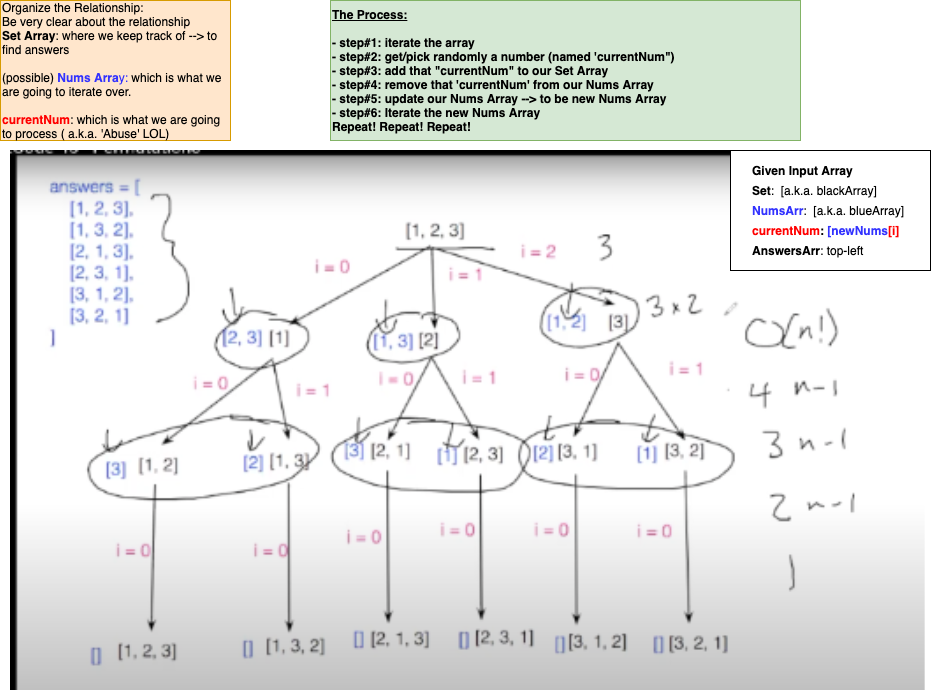 Organize the Relationship:
Be very clear about the relationship
Set Array: where we keep track of --> to
find answers
(possible) Nums Array: which is what we
are going to iterate over.
currentNum: which is what we are going
to process ( a.k.a. 'Abuse' LOL)
The Process:
- step#1: iterate the array
- step#2: get/pick randomly a number (named 'currentNum")
- step#3: add that "currentNum" to our Set Array
- step#4: remove that 'currentNum' from our Nums Array
- step#5: update our Nums Array --> to be new Nums Array
- step#6: Iterate the new Nums Array
Repeat! Repeat! Repeat!
Given Input Array
Set: [a.k.a. blackArray]
NumsArr: [a.k.a. blueArray]
currentNum: [newNums[i]
AnswersArr: top-left
answers = [
[1, 2, 3],
[1, 3, 2],
[2, 1, 3],
[2, 3, 1],
[3, 1, 2],
[3, 2, 1]
]
[1, 2, 3]
3
i = 0
i = 1
i = 2
[2, 3] [1]
[1, 3] [2]
[1, 2] [3]
3 x 2
O(n!)
i = 0
i = 1
i = 0
i = 1
i = 0
i = 1
4 n-1
[3] [1, 2]
[2] [1, 3]
[3] [2, 1]
[1] [2, 3]
[2] [3, 1]
[1] [3, 2]
3 n-1
2 n-1
i = 0
i = 0
i = 0
i = 0
i = 0
i = 0
1
[] [1, 2, 3]
[] [1, 3, 2]
[] [2, 1, 3]
[] [2, 3, 1]
[] [3, 1, 2]
[] [3, 2, 1]